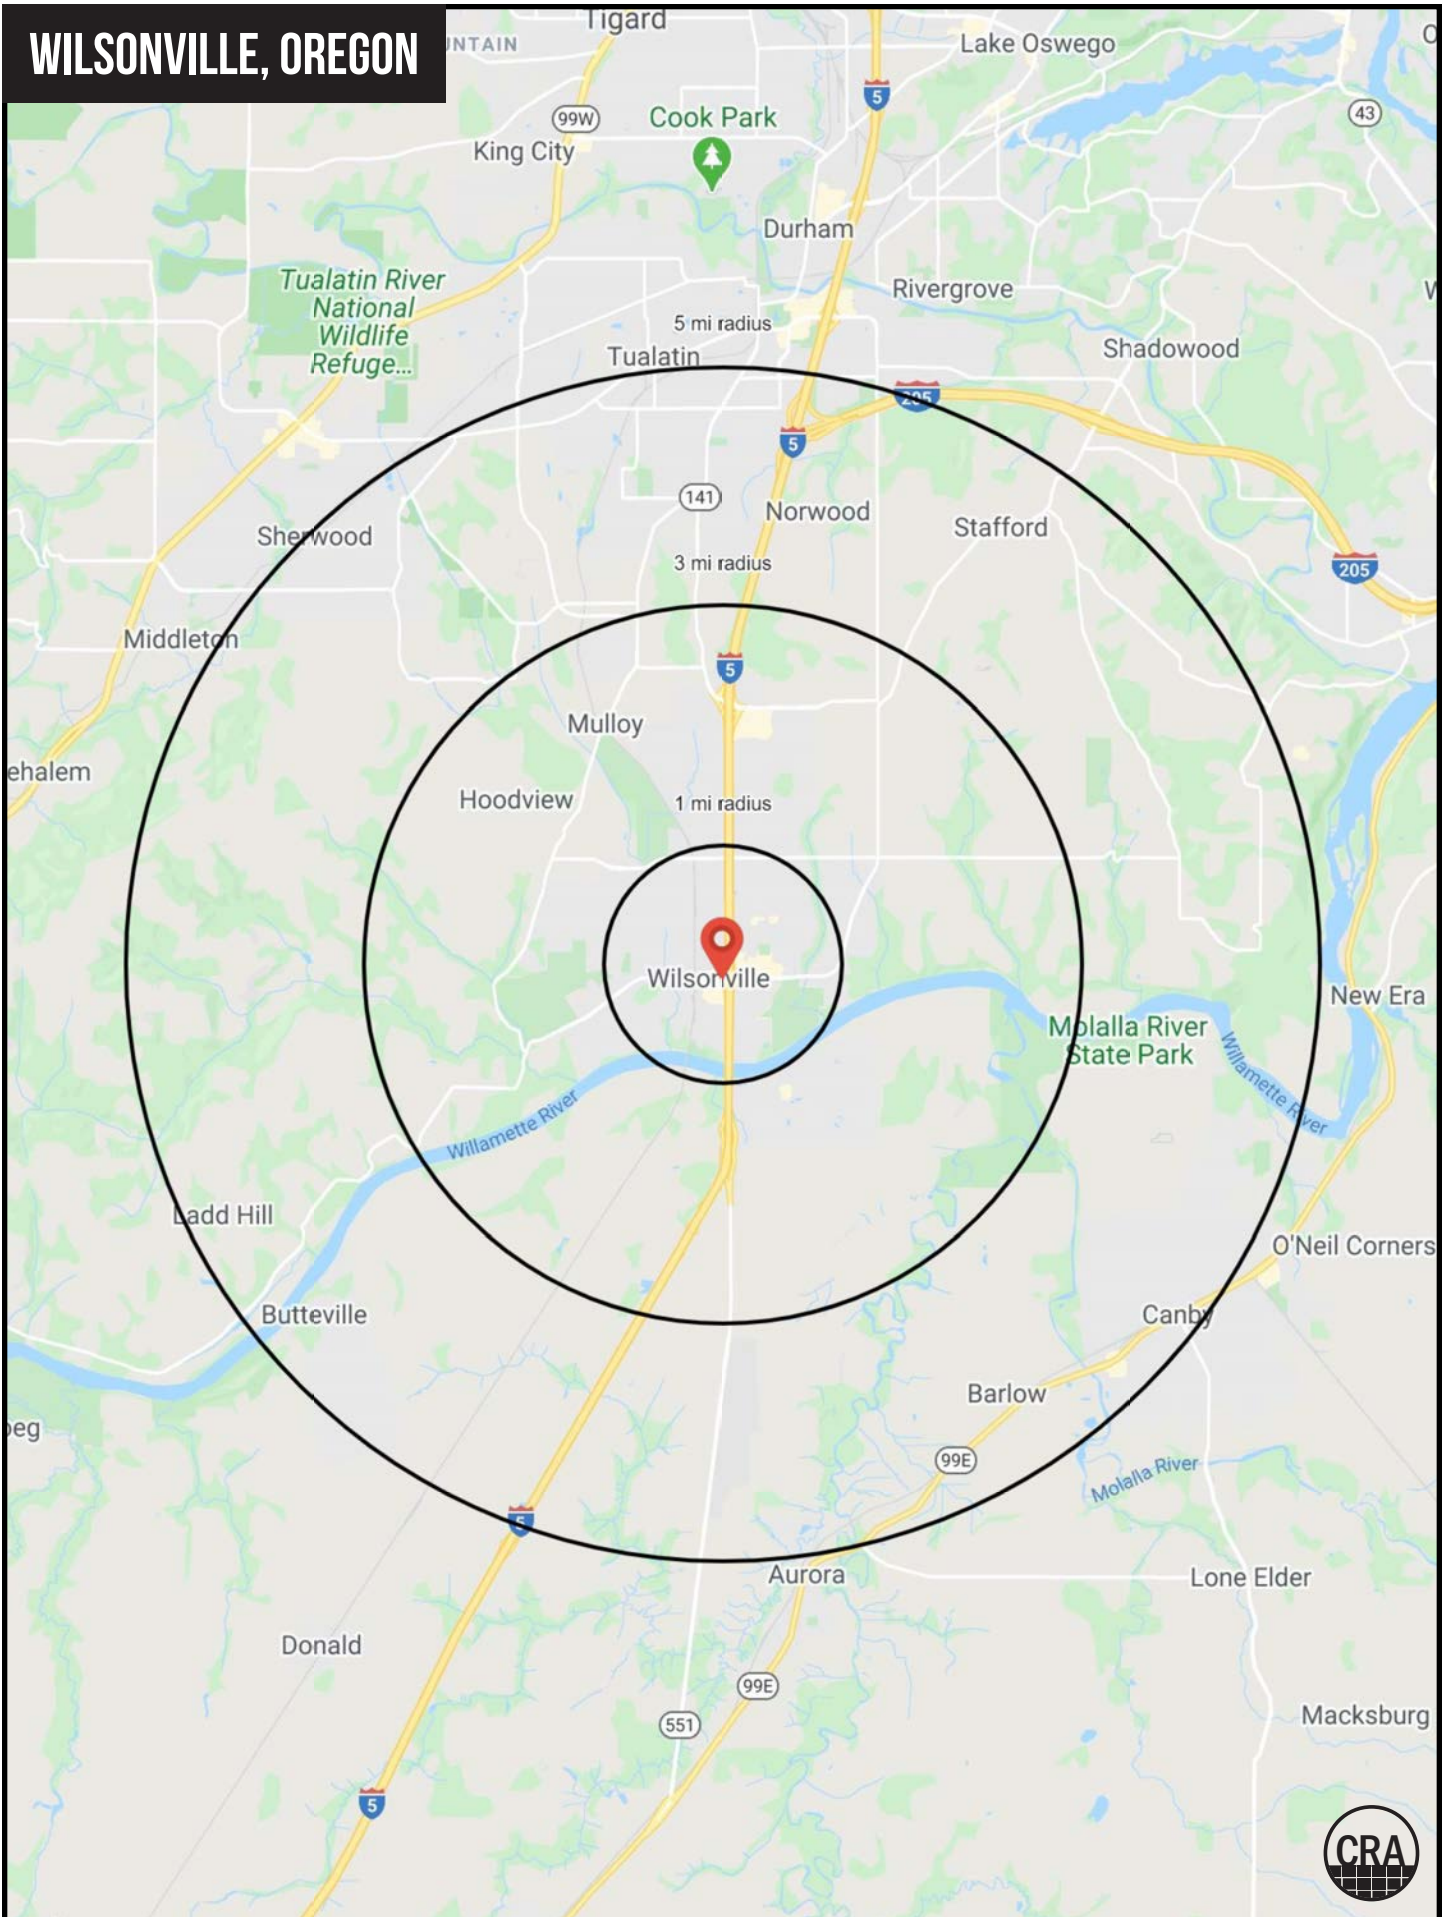 WILSONVILLE, OREGON
Tigard
UNTAIN
Lake Oswego
5
99W
Cook Park
43
King City
Durham
Tualatin River
National
Wildlife
Refuge...
Rivergrove
5 mi radius
Tualatin
Shadowood
205
5
141
Norwood
Stafford
Sherwood
3 mi radius
205
Middleton
5
Mulloy
ehalem
Hoodview
1 mi radius
Wilsonville
New Era
Molalla River
State Park
Willamette River
Willamette River
Ladd Hill
O'Neil Corners
Butteville
Canby
Barlow
peg
99E
Molalla River
5
Aurora
Lone Elder
Donald
99E
551
Macksburg
5
CRA